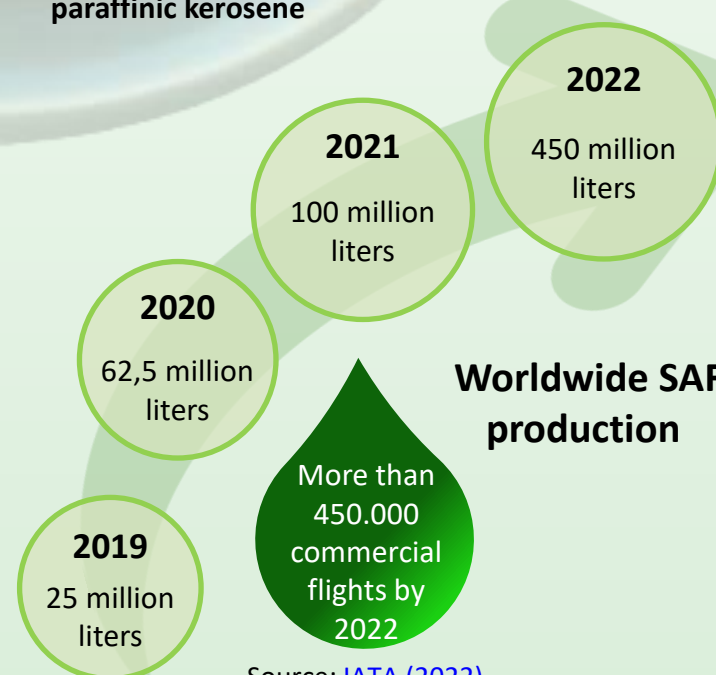 paraffinic kerosene
2022
450 million
liters
2021
100 million
liters
2020
62,5 million
liters
Worldwide SAF
production
More than
450.000
commercial
flights by
2022
2019
25 million
liters
Source: IATA (2022)